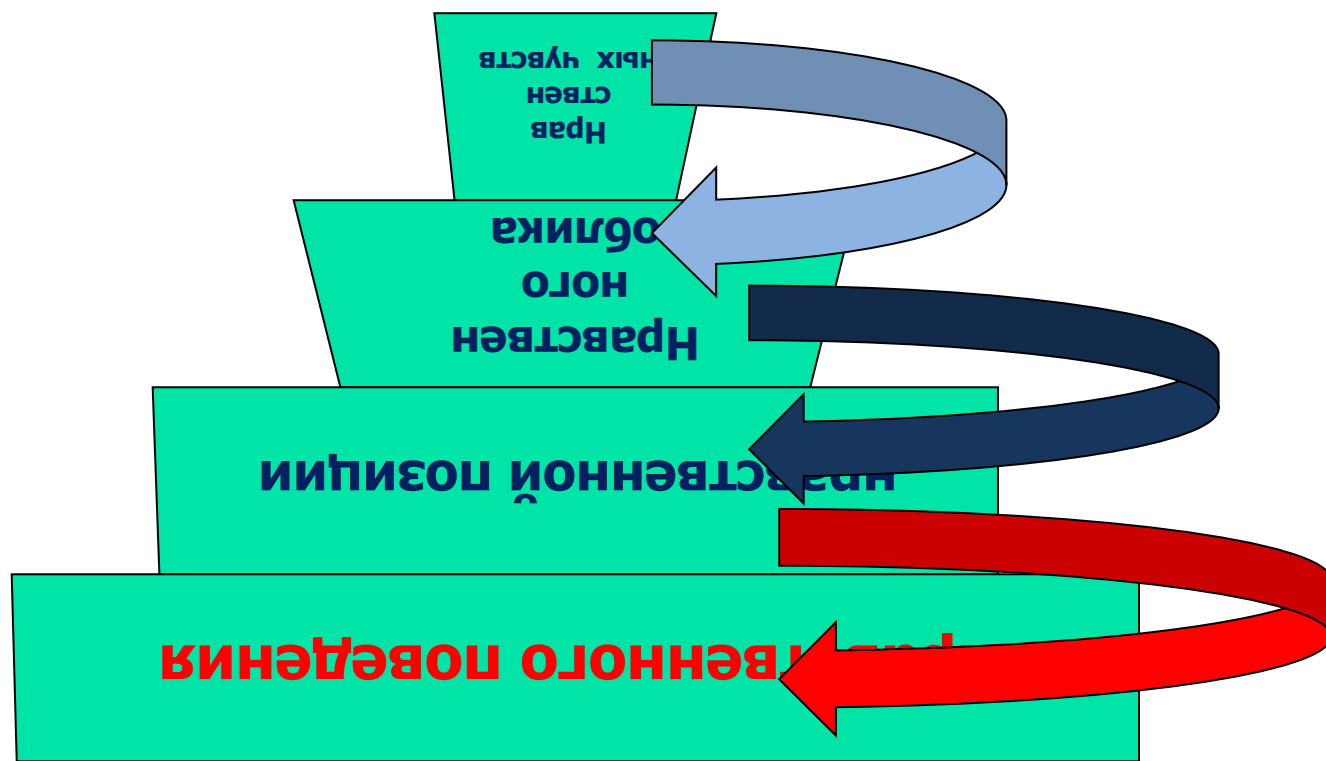 Нрав
ствен
ных чувств
Нравствен
ного
облика
нравственной позиции
поведения